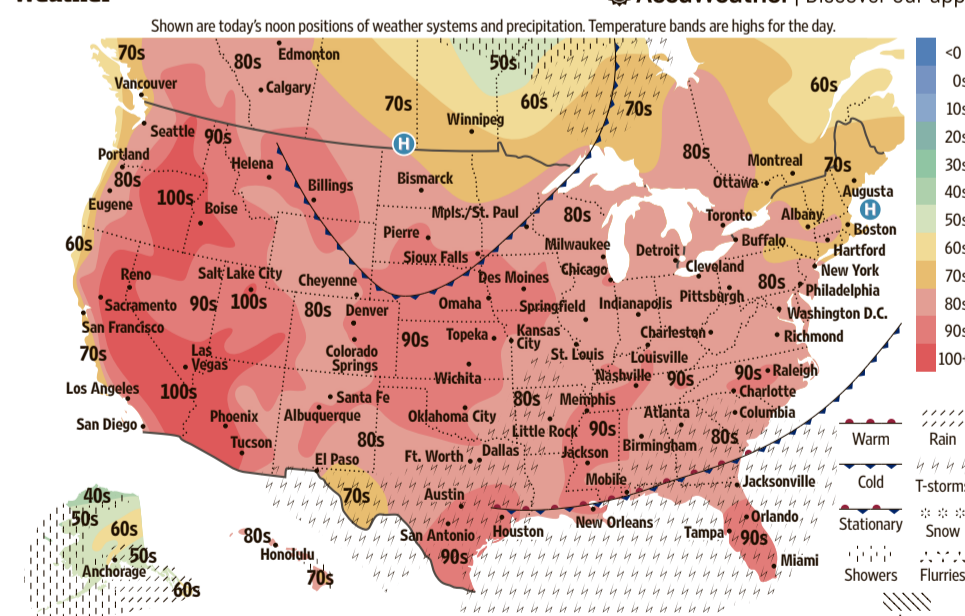 Weather
AccuWeather | Discover our app
Shown are today's noon positions of weather systems and precipitation. Temperature bands are highs for the day.
70s
Vancouver
80s
Edmonton
Calgary
50s
70s
60s
Winnipeg
70s
60s
<0
0s
10s
20s
30s
40s
50s
60s
70s
80s
90s
100+
Seattle
90s
H
Portland
80s
Helena
Eugene
100s
Boise
Billings
Bismarck
Mpls./St. Paul
80s
Pierre
Sioux Falls
80s
Montreal
Ottawa
70s
Augusta
H
Toronto
Albany
Boston
Buffalo
Hartford
60s
Reno
Salt Lake City
Sacramento
90s
100s
San Francisco
Cheyenne
80s
Denver
Omaha
Des Moines
Milwaukee
Chicago
Detroit
Cleveland
80s
New York
Philadelphia
Springfield
Indianapolis
Pittsburgh
Washington D.C.
70s
Las
Vegas
Colorado
Springs
90s
Topeka
Kansas
City
St. Louis
Charleston
Richmond
Louisville
Wichita
Nashville
90s
90s
Raleigh
Los Angeles
100s
Santa Fe
Albuquerque
Oklahoma City
80s
Memphis
Charlotte
San Diego
Phoenix
Tucson
80s
Little Rock
90s
Atlanta
Columbia
Birmingham
80s
El Paso
Ft. Worth
Dallas
Jackson
70s
Austin
Mobile
Jacksonville
San Antonio
Houston
New Orleans
Orlando
Tampa
90s
90s
Miami
40s
50s
60s
50s
Anchorage
60s
80s
Honolulu
70s
Warm
Rain
Cold
T-storms
Stationary
Snow
Showers
Flurries